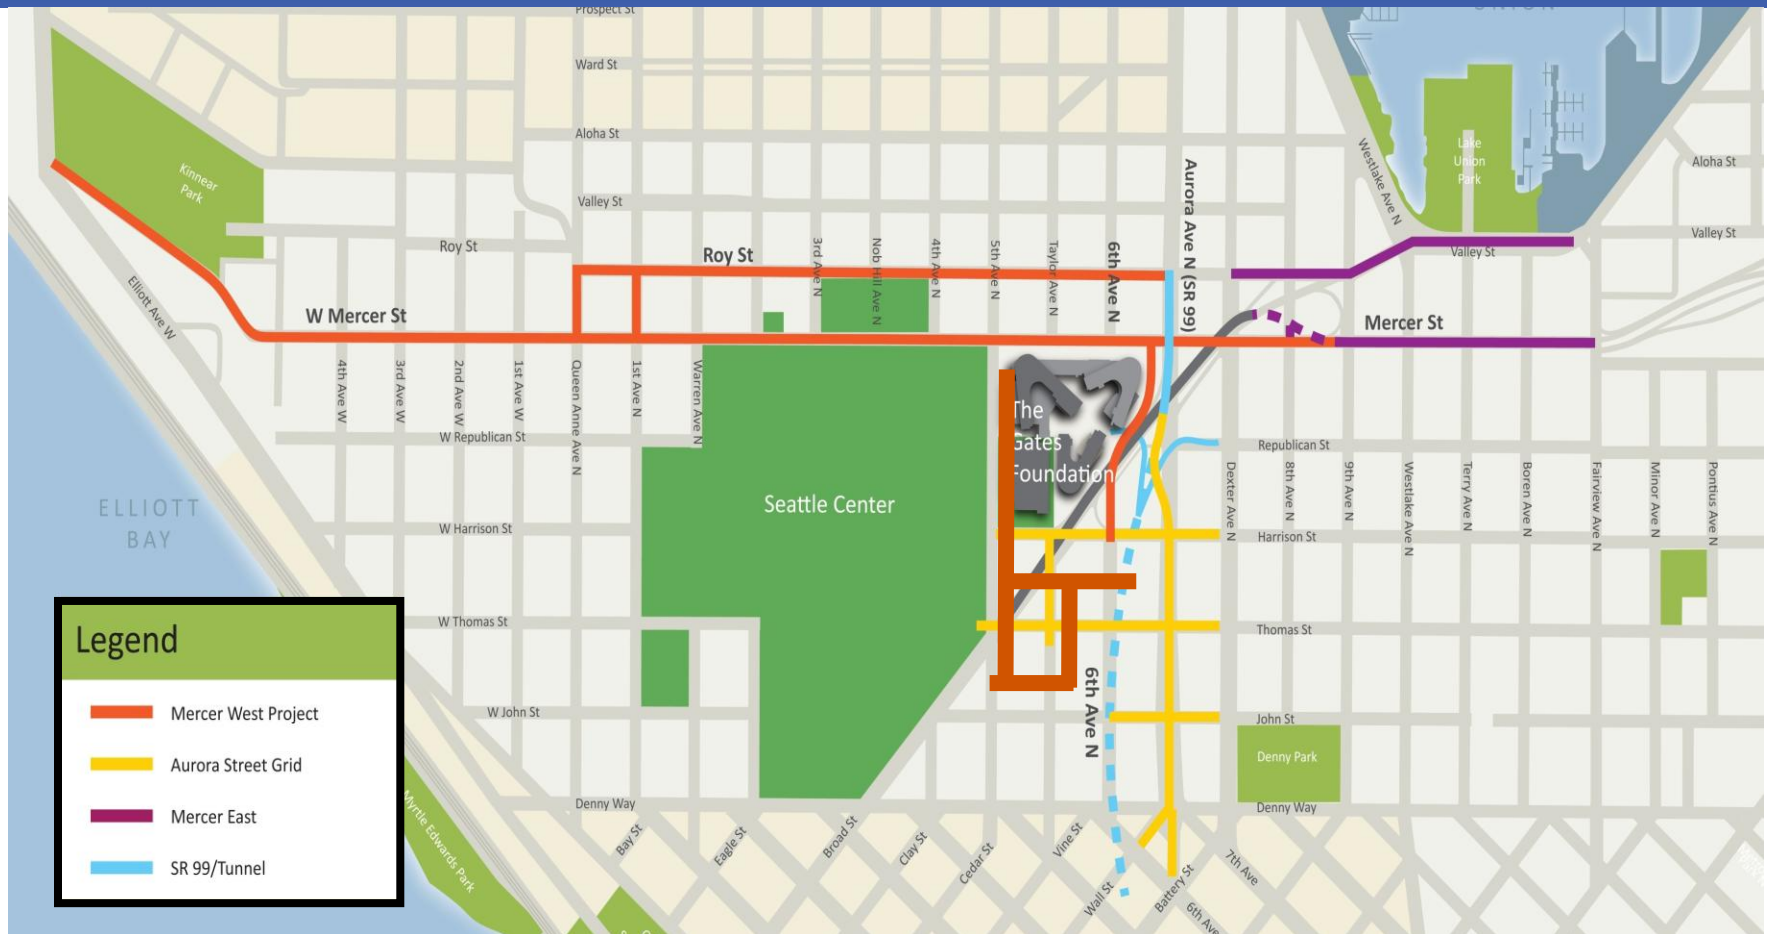 Prospect St
UNION
Ward St
Aloha St
Kinnear
Park
Valley St
Roy St
Roy St
3rd Ave N
Nob Hill Ave N
4th Ave N
5th Ave N
Taylor Ave N
6th Ave N
Aurora Ave N (SR 99)
Westlake Ave N
Lake
Union
Park
Aloha St
Valley St
Valley St
Elliott Ave W
W Mercer St
Mercer St
4th Ave W
3rd Ave W
2nd Ave W
1st Ave W
Queen Anne Ave N
1st Ave N
Warren Ave N
The
Gates
Foundation
W Republican St
Republican St
Seattle Center
Dexter Ave N
8th Ave N
9th Ave N
Westlake Ave N
Terry Ave N
Boren Ave N
Fairview Ave N
Minor Ave N
Pontius Ave N
ELLIOTT
BAY
W Harrison St
Harrison St
W Thomas St
Thomas St
6th Ave N
W John St
John St
Denny Park
Denny Way
Denny Way
Legend
Mercer West Project
Aurora Street Grid
Mercer East
SR 99/Tunnel
Myrtle Edwards Park
Bay St
Eagle St
Broad St
Clay St
Cedar St
Vine St
Wall St
Battery St
7th Ave
6th Ave